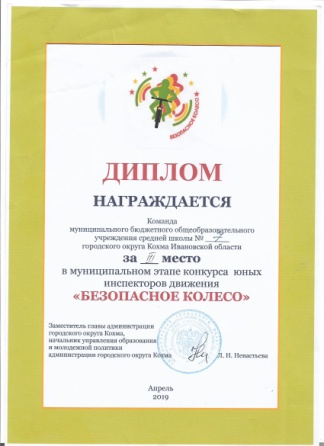 БЕЗОПАСНОЕ КОЛЕСО
ДИПЛОМ
НАГРАЖДАЕТСЯ
Команда
муниципального бюджетного общеобразовательного
учреждения средней школы № 7
городского округа Кохма Ивановской области
за III место
в муниципальном этапе конкурса юных
инспекторов движения
«БЕЗОПАСНОЕ КОЛЕСО»
Заместитель главы администрации
городского округа Кохма,
начальник управления образования
и молодежной политики
администрации городского округа Кохма
Л. Н. Ненастьева
Апрель
2019